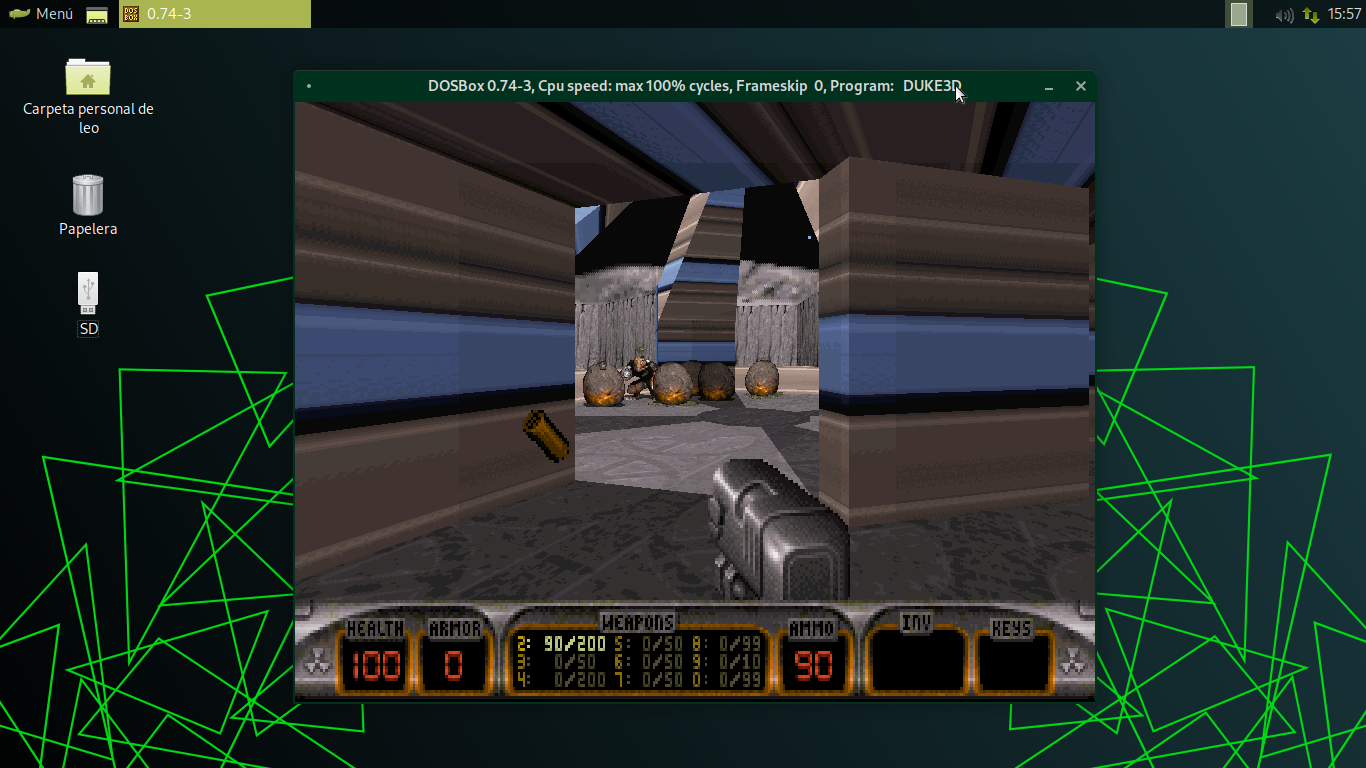 Menú
DOS BOX
0.74-3
15:57
Carpeta personal de
leo
Papelera
SD
DOSBox 0.74-3, Cpu speed: max 100% cycles, Frameskip 0, Program: DUKE3D
HEALTH ARMOR WEAPONS AMMO INV KEYS
100 0 90
2: 90/200 5: 0/50 8: 0/99
3: 0/50 6: 0/50 9: 0/10
4: 0/200 7: 0/50 0: 0/99